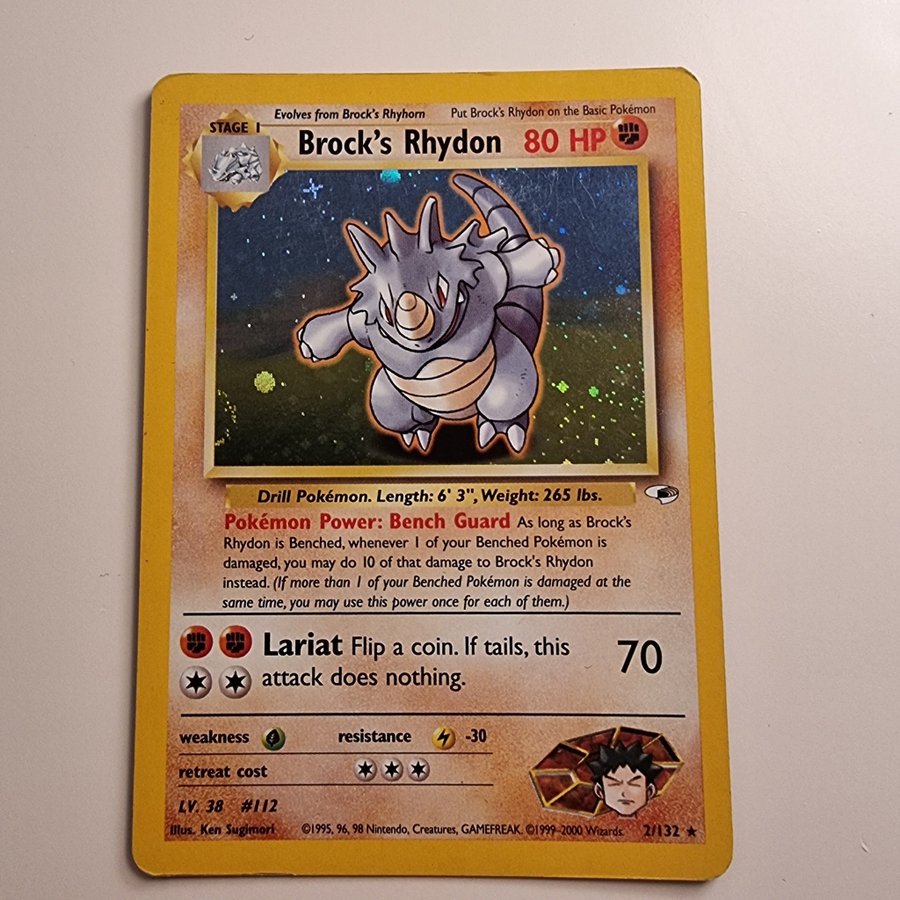 Evolves from Brock's Rhyhorn Put Brock's Rhydon on the Basic Pokémon
STAGE 1
Brock's Rhydon 80 HP
Drill Pokémon. Length: 6' 3", Weight: 265 lbs.
Pokémon Power: Bench Guard As long as Brock's
Rhydon is Benched, whenever 1 of your Benched Pokémon is
damaged, you may do 10 of that damage to Brock's Rhydon
instead. (If more than 1 of your Benched Pokémon is damaged at the
same time, you may use this power once for each of them.)
Lariat Flip a coin. If tails, this 70
attack does nothing.
weakness resistance -30
retreat cost
LV. 38 #112
Illus. Ken Sugimori ©1995, 96, 98 Nintendo, Creatures, GAMEFREAK. ©1999-2000 Wizards. 2/132 ★